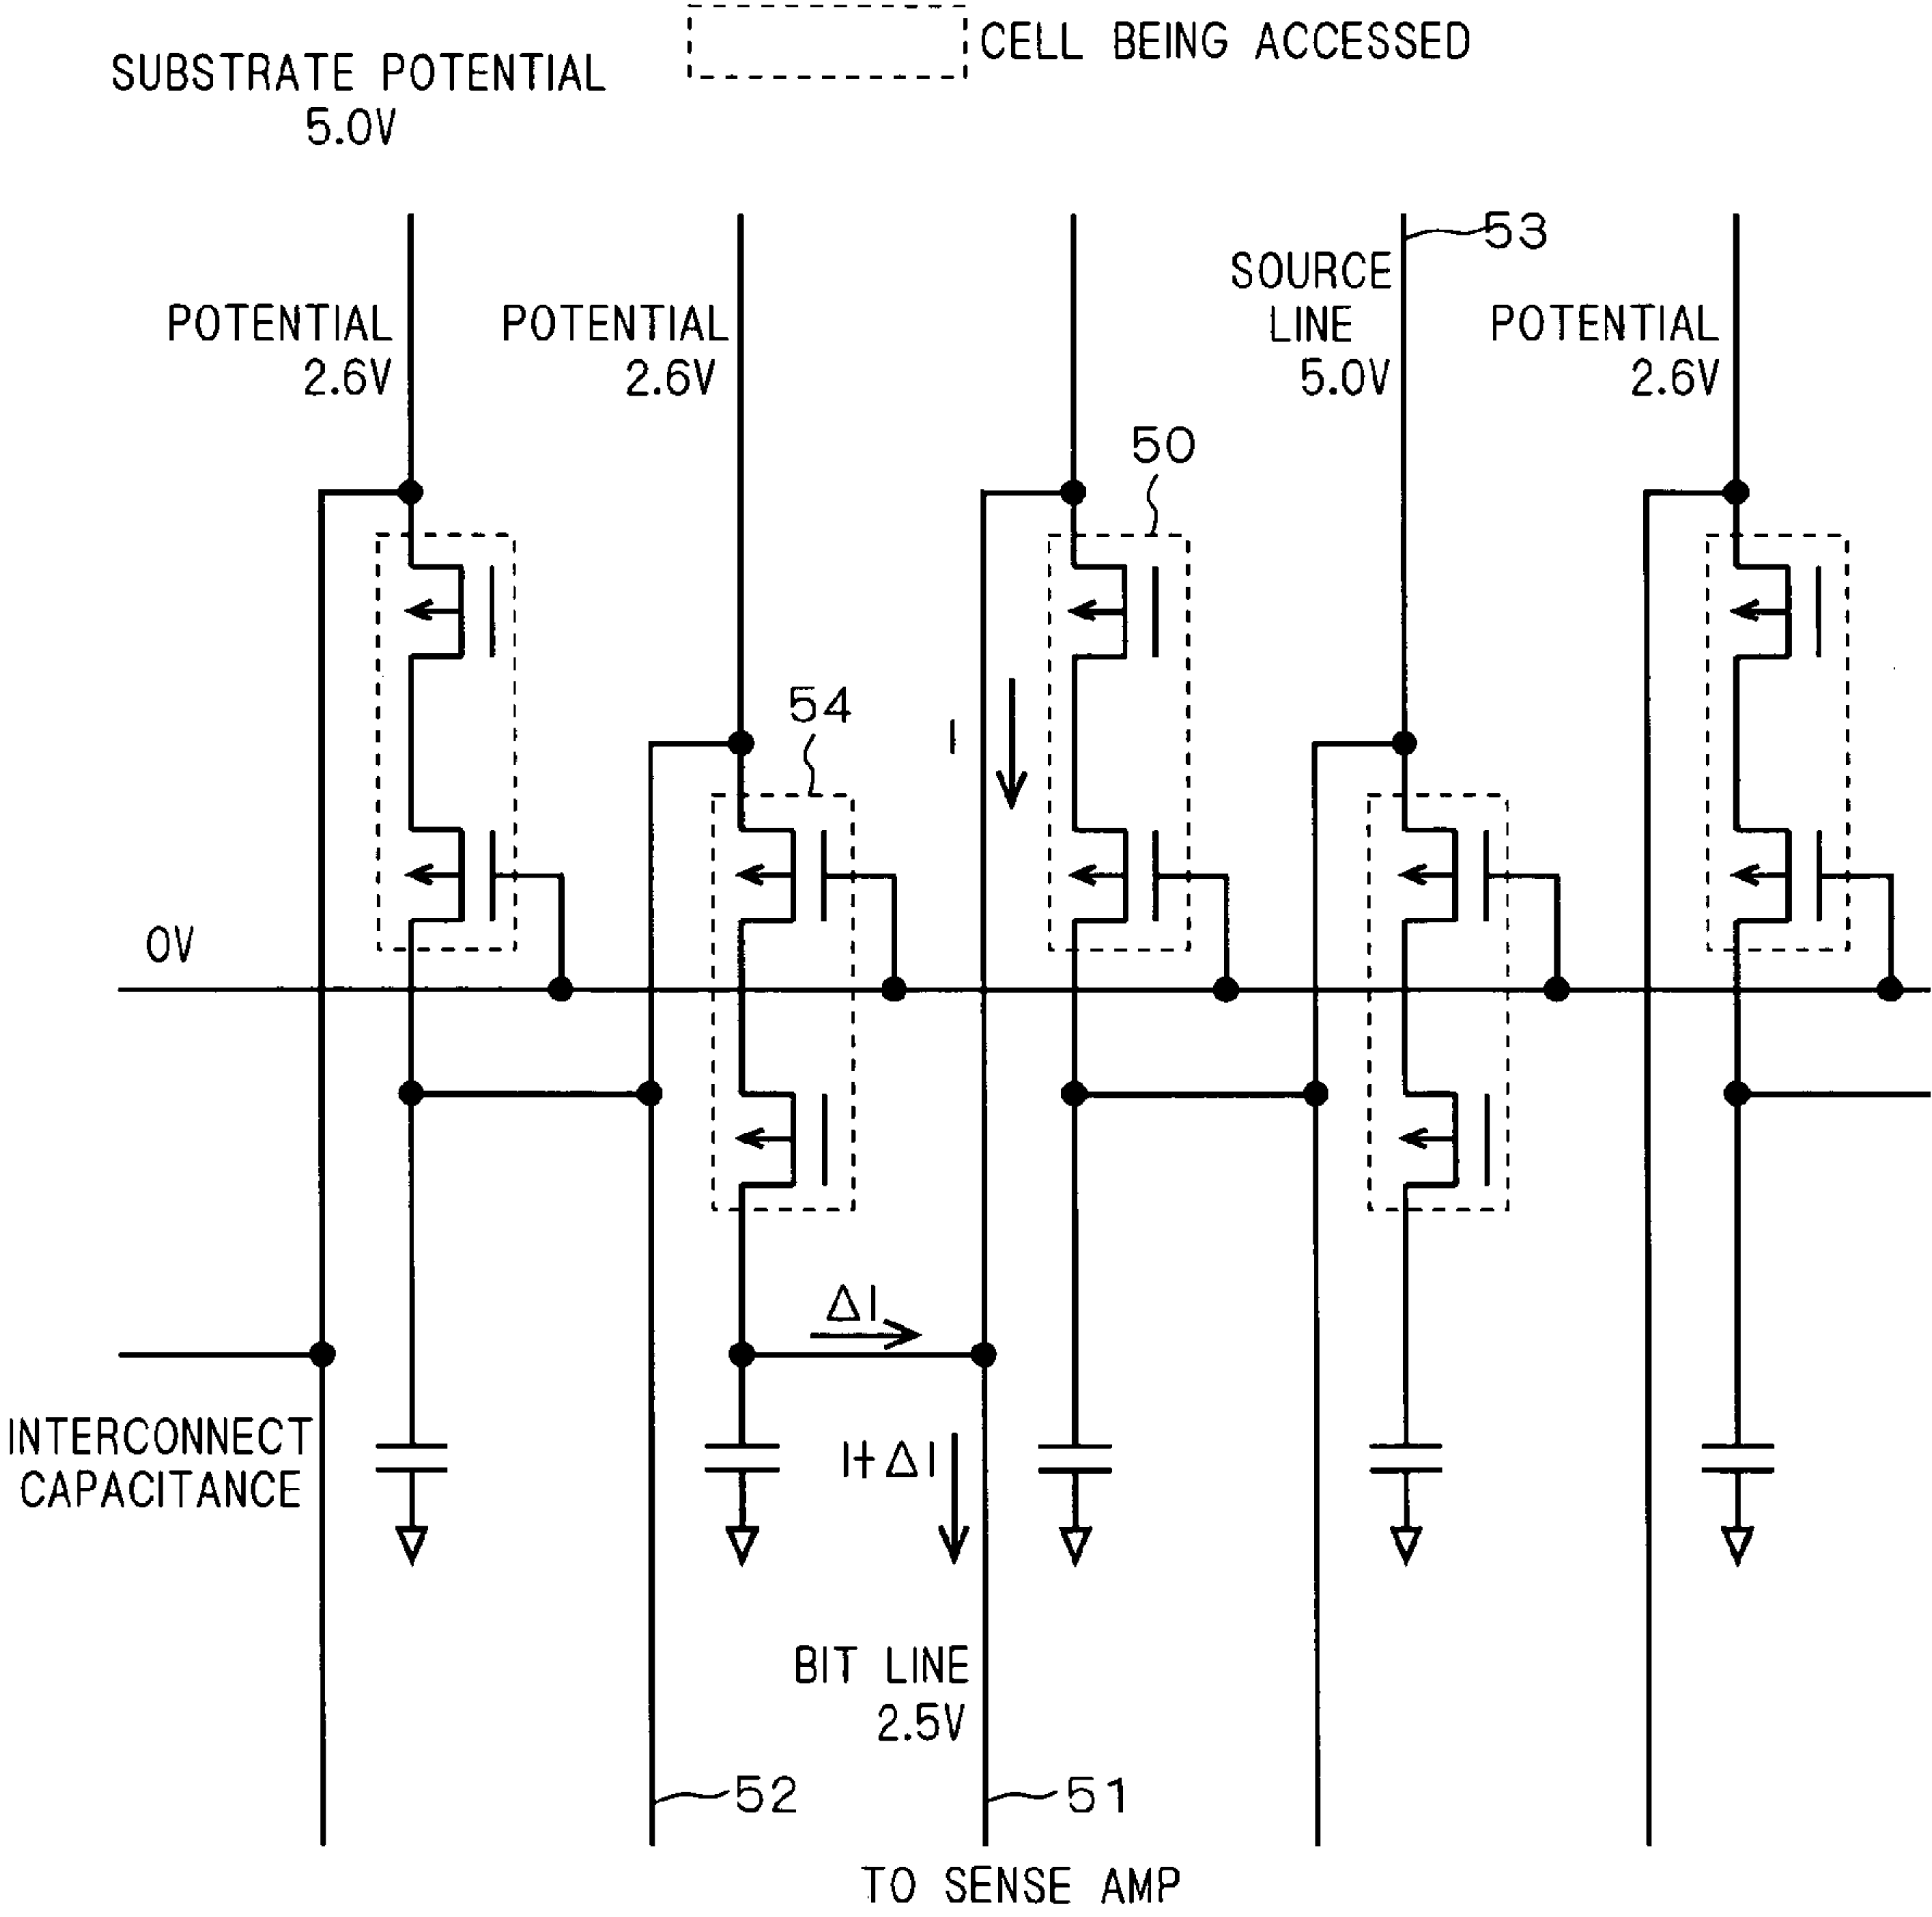 CELL BEING ACCESSED
SUBSTRATE POTENTIAL
5.0V
53
SOURCE
LINE
5.0V
POTENTIAL
2.6V
POTENTIAL
2.6V
POTENTIAL
2.6V
50
54
I
0V
ΔI
INTERCONNECT
CAPACITANCE
I+ΔI
BIT LINE
2.5V
52
51
TO SENSE AMP